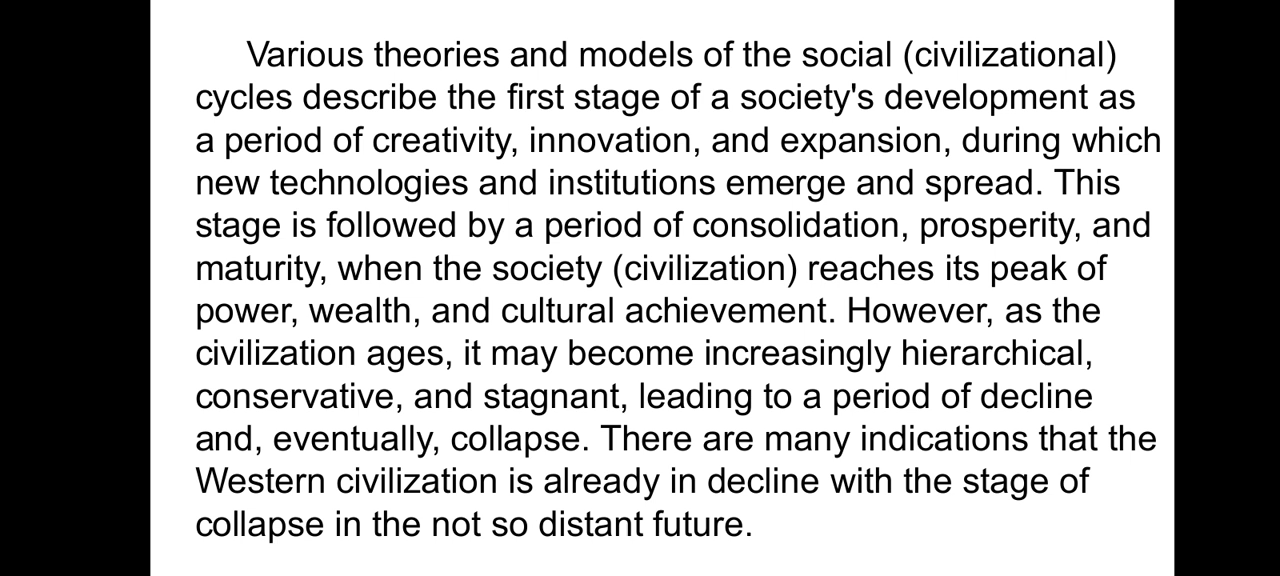 Various theories and models of the social (civilizational)
cycles describe the first stage of a society's development as
a period of creativity, innovation, and expansion, during which
new technologies and institutions emerge and spread. This
stage is followed by a period of consolidation, prosperity, and
maturity, when the society (civilization) reaches its peak of
power, wealth, and cultural achievement. However, as the
civilization ages, it may become increasingly hierarchical,
conservative, and stagnant, leading to a period of decline
and, eventually, collapse. There are many indications that the
Western civilization is already in decline with the stage of
collapse in the not so distant future.